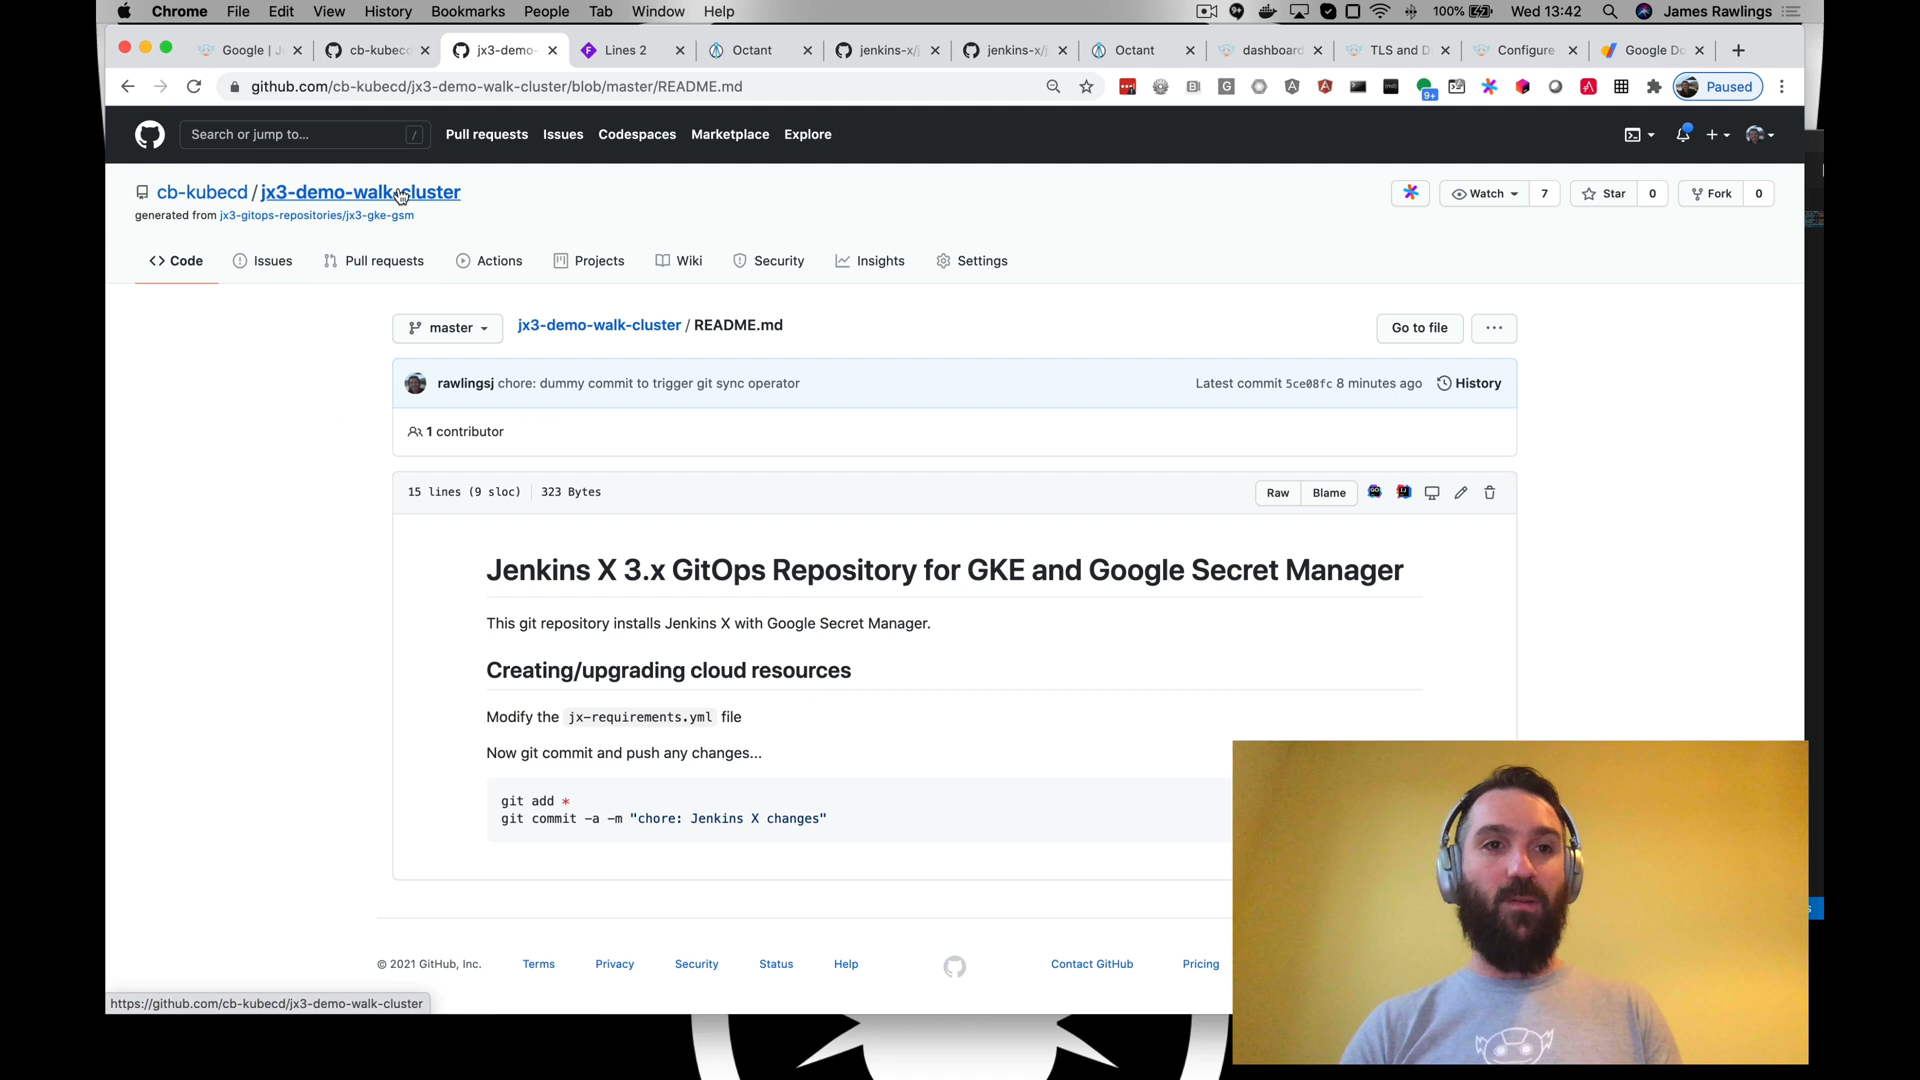 Chrome File Edit View History Bookmarks People Tab Window Help 100% Wed 13:42 James Rawlings
Google | J cb-kubecd jx3-demo- Lines 2 Octant jenkins-x/j jenkins-x/j Octant dashboard TLS and D Configure Google Do
github.com/cb-kubecd/jx3-demo-walk-cluster/blob/master/README.md 9+ Paused
Search or jump to... / Pull requests Issues Codespaces Marketplace Explore
cb-kubecd / jx3-demo-walk-cluster Watch 7 Star 0 Fork 0
generated from jx3-gitops-repositories/jx3-gke-gsm
Code Issues Pull requests Actions Projects Wiki Security Insights Settings
master jx3-demo-walk-cluster / README.md Go to file ...
rawlingsj chore: dummy commit to trigger git sync operator Latest commit 5ce08fc 8 minutes ago History
1 contributor
15 lines (9 sloc) 323 Bytes Raw Blame
Jenkins X 3.x GitOps Repository for GKE and Google Secret Manager
This git repository installs Jenkins X with Google Secret Manager.
Creating/upgrading cloud resources
Modify the jx-requirements.yml file
Now git commit and push any changes...
git add *
git commit -a -m "chore: Jenkins X changes"
© 2021 GitHub, Inc. Terms Privacy Security Status Help Contact GitHub Pricing
https://github.com/cb-kubecd/jx3-demo-walk-cluster